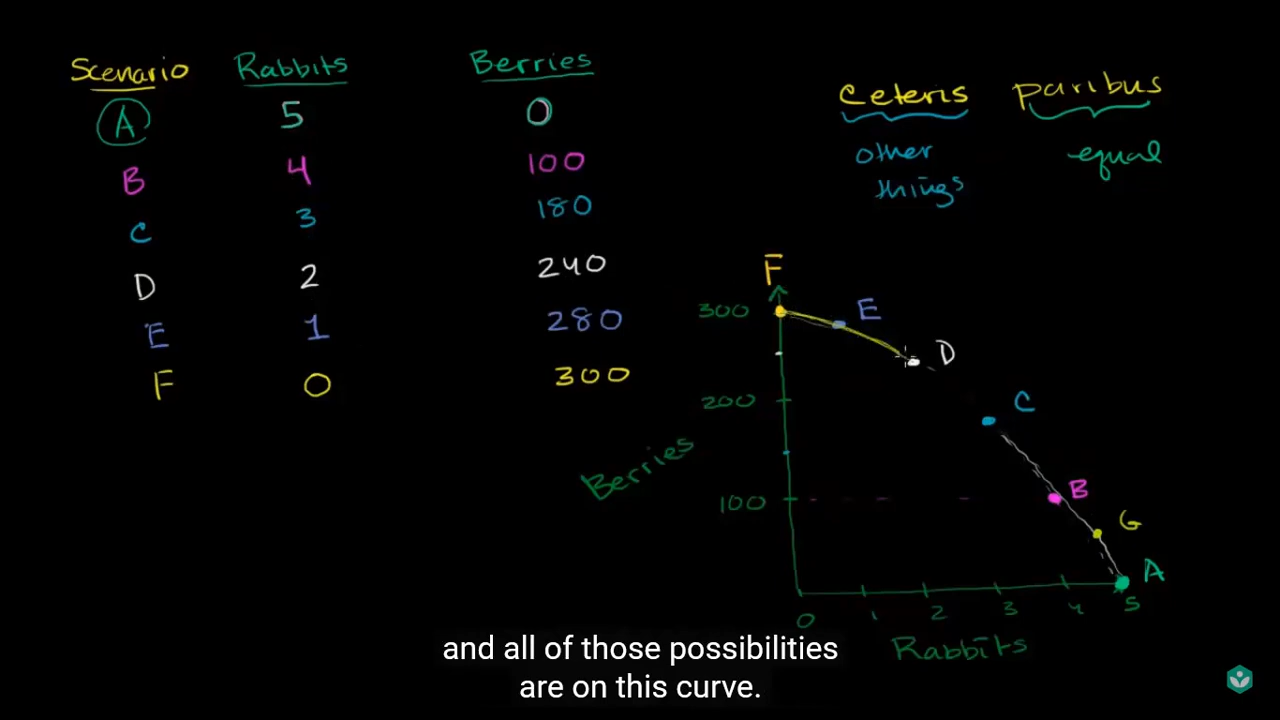 Scenario Rabbits Berries
A 5 0
B 4 100
C 3 180
D 2 240
E 1 280
F 0 300
Ceteris paribus
other equal
things
F
300
E
D
200
C
Berries
100
B
G
A
0 1 2 3 4 5
Rabbits
and all of those possibilities
are on this curve.